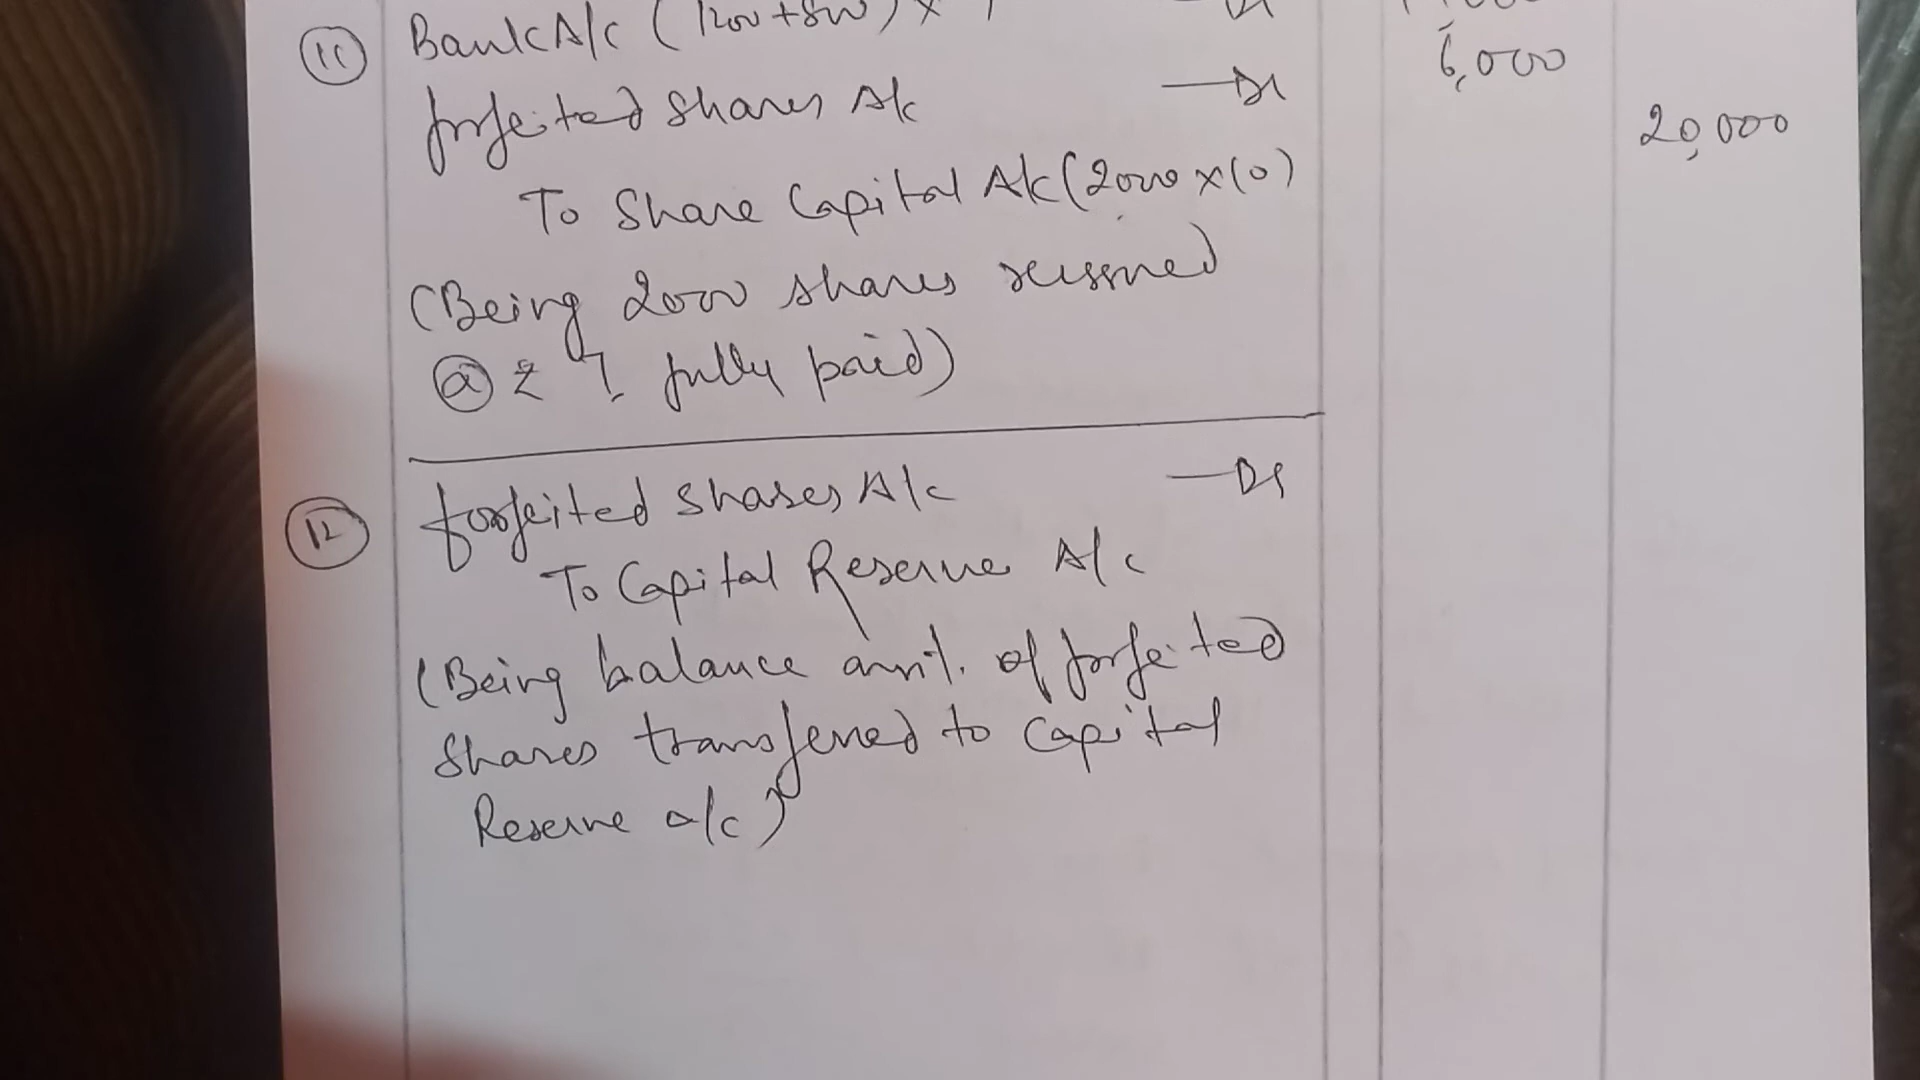 11 Bank A/c (1200+800) ×
6,000
forfeited shares A/c —Dr
20,000
To Share Capital A/c (2000 × 10)
(Being 2000 shares reissued
@ ₹ 7 fully paid)
12 forfeited shares A/c —Dr
To Capital Reserve A/c
(Being balance amt. of forfeited
shares transferred to Capital
Reserve a/c)